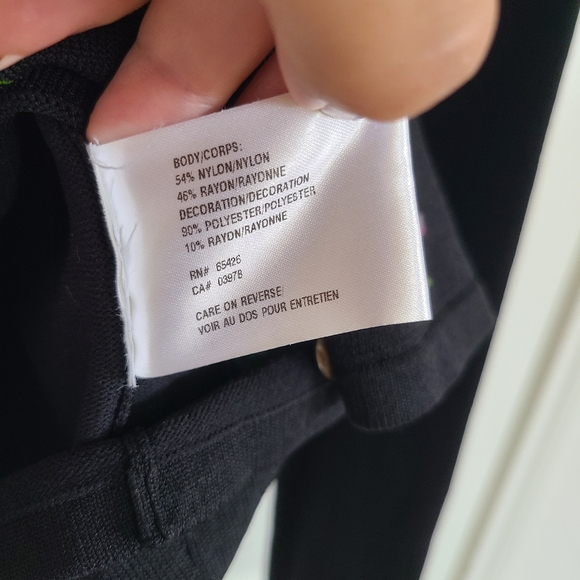 BODY/CORPS:
54% NYLON/NYLON
46% RAYON/RAYONNE
DECORATION/DECORATION
90% POLYESTER/POLYESTER
10% RAYON/RAYONNE
RN# 65426
CA# 03978
CARE ON REVERSE/
VOIR AU DOS POUR ENTRETIEN